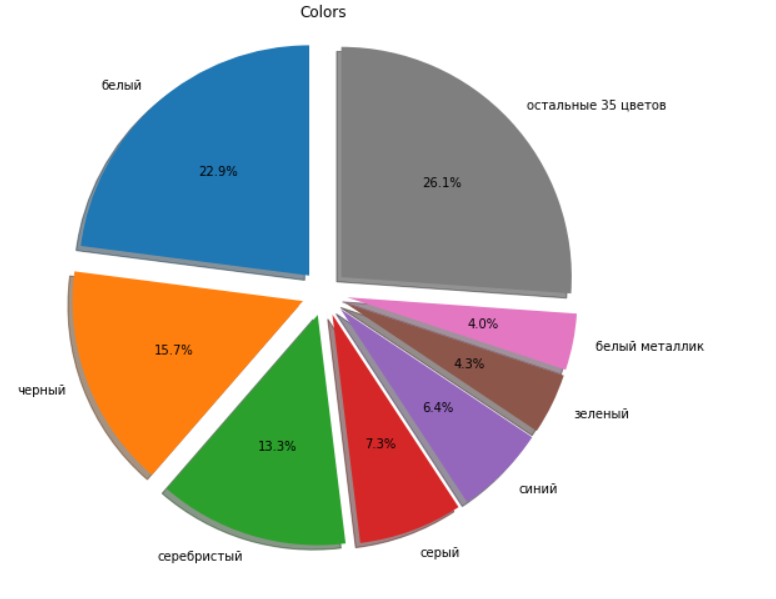 Colors
белый
22.9%
остальные 35 цветов
26.1%
черный
15.7%
серебристый
13.3%
серый
7.3%
синий
6.4%
зеленый
4.3%
белый металлик
4.0%